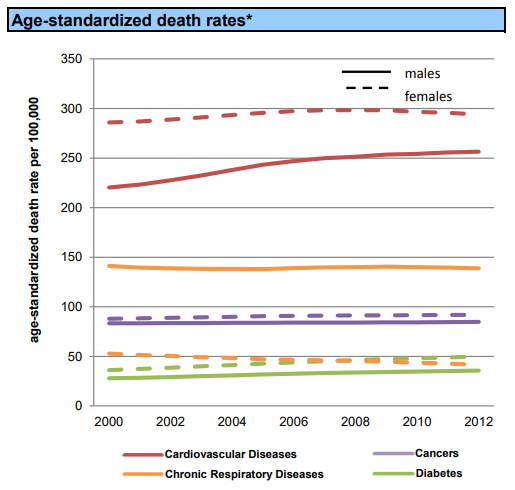 Age-standardized death rates*
350
300
250
200
150
100
50
0
age-standardized death rate per 100,000
males
females
2000 2002 2004 2006 2008 2010 2012
Cardiovascular Diseases
Cancers
Chronic Respiratory Diseases
Diabetes